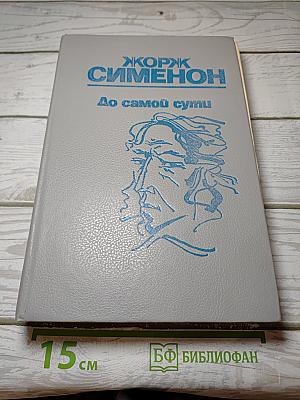 ЖОРЖ
СИМЕНОН
До самой сути
15 см
БФ БИБЛИОФАН